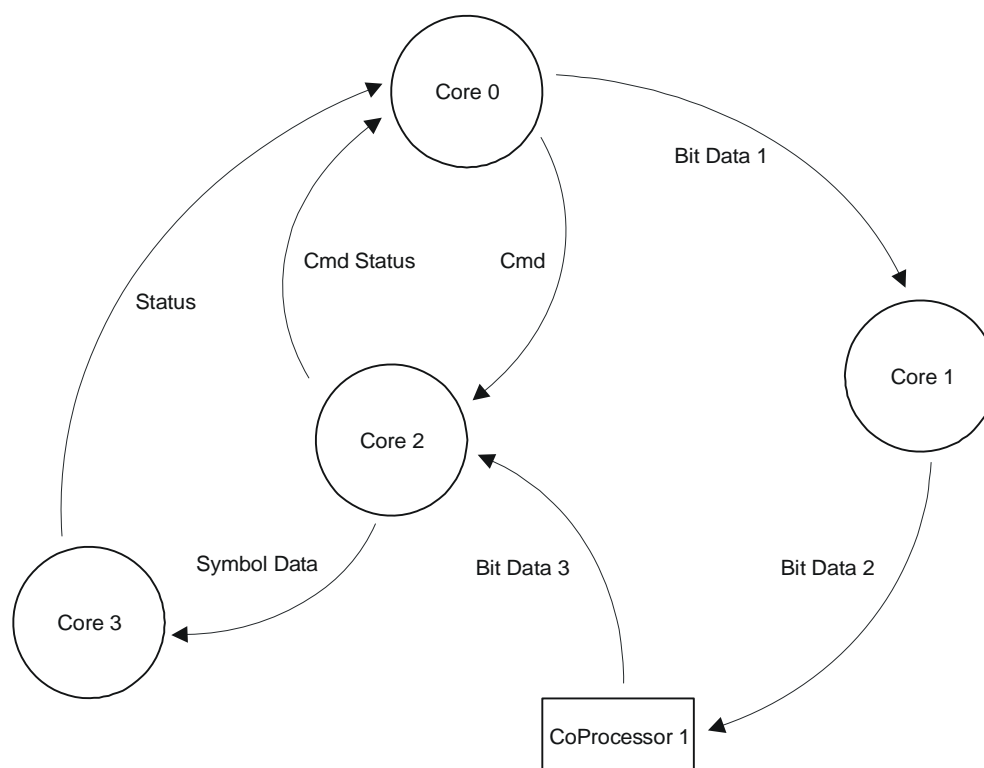 Core 0
Bit Data 1
Cmd Status
Cmd
Status
Core 1
Core 2
Symbol Data
Bit Data 3
Bit Data 2
Core 3
CoProcessor 1